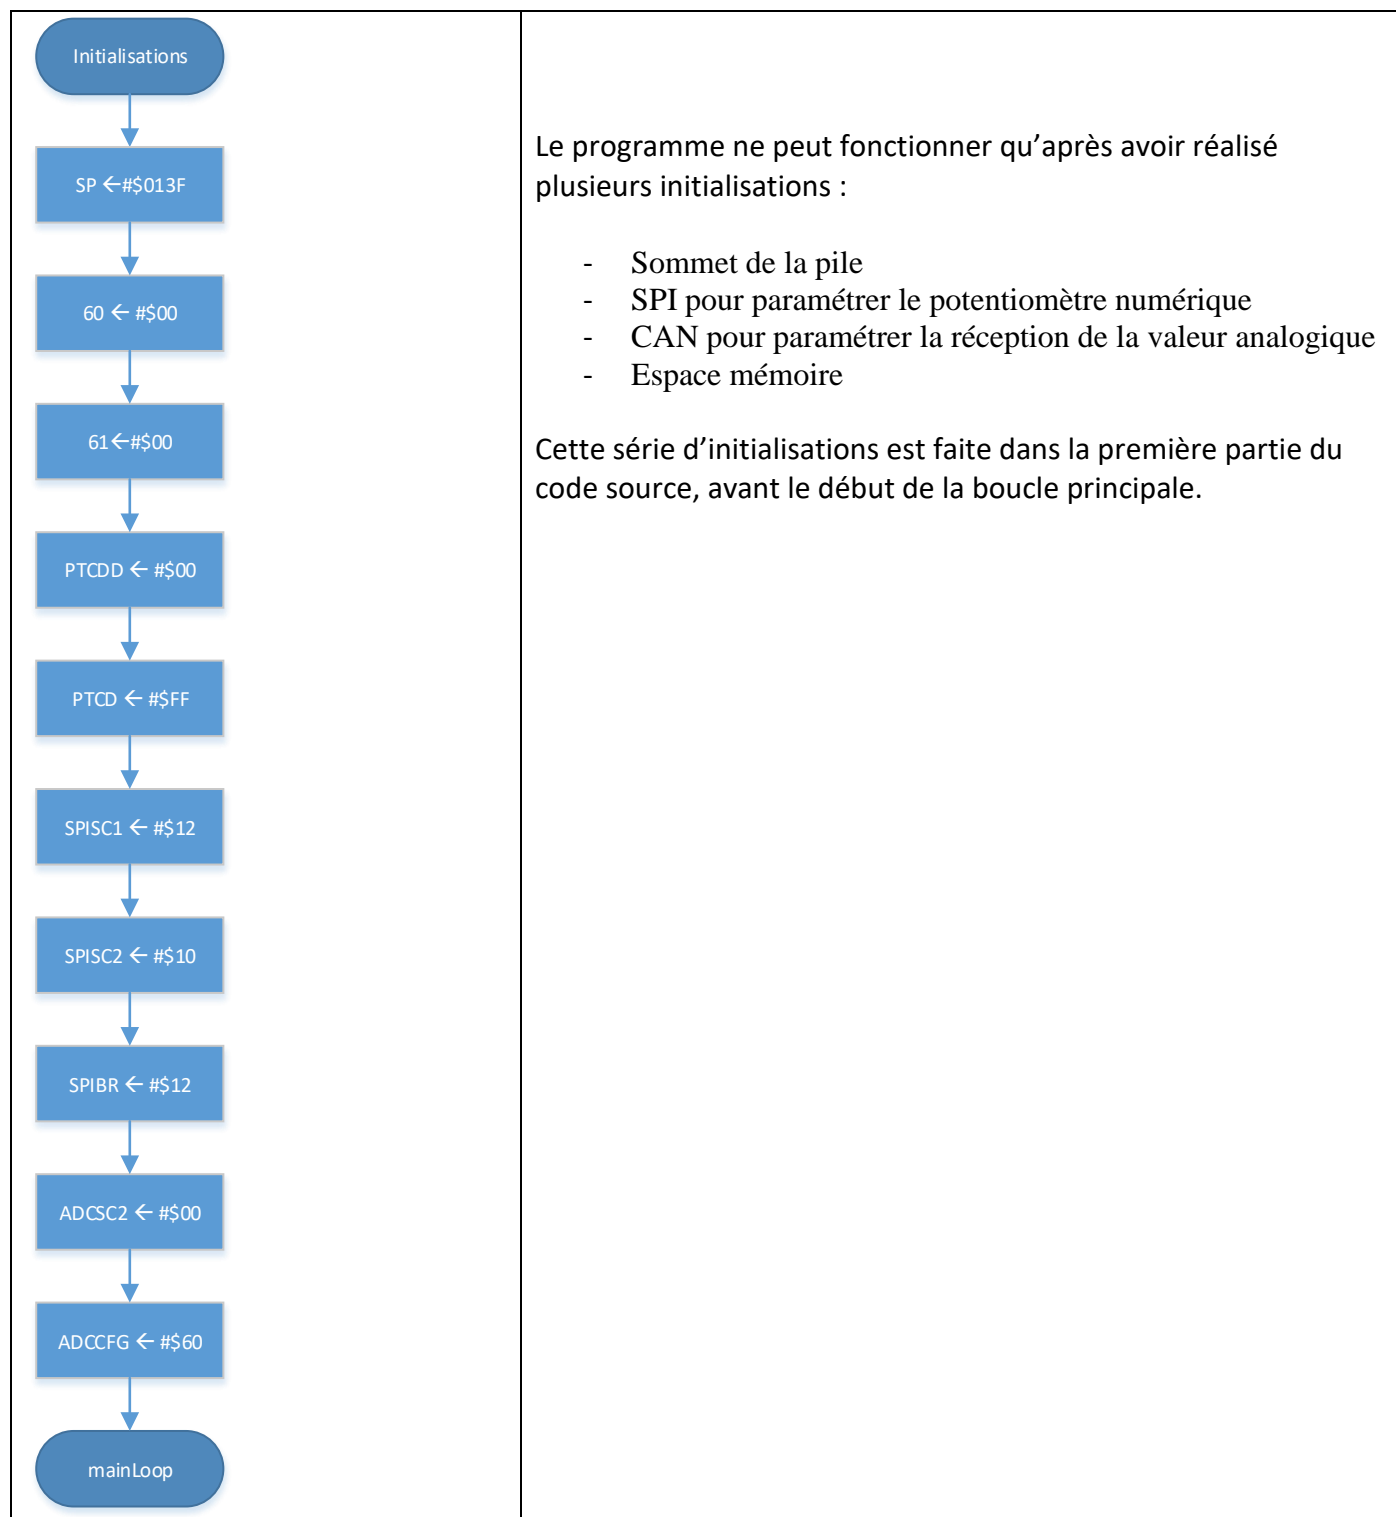 Initialisations
SP ←#$013F
60 ← #$00
61←#$00
PTCDD ← #$00
PTCD ← #$FF
SPISC1 ← #$12
SPISC2 ← #$10
SPIBR ← #$12
ADCSC2 ← #$00
ADCCFG ← #$60
mainLoop
Le programme ne peut fonctionner qu’après avoir réalisé
plusieurs initialisations :
- Sommet de la pile
- SPI pour paramétrer le potentiomètre numérique
- CAN pour paramétrer la réception de la valeur analogique
- Espace mémoire
Cette série d’initialisations est faite dans la première partie du
code source, avant le début de la boucle principale.